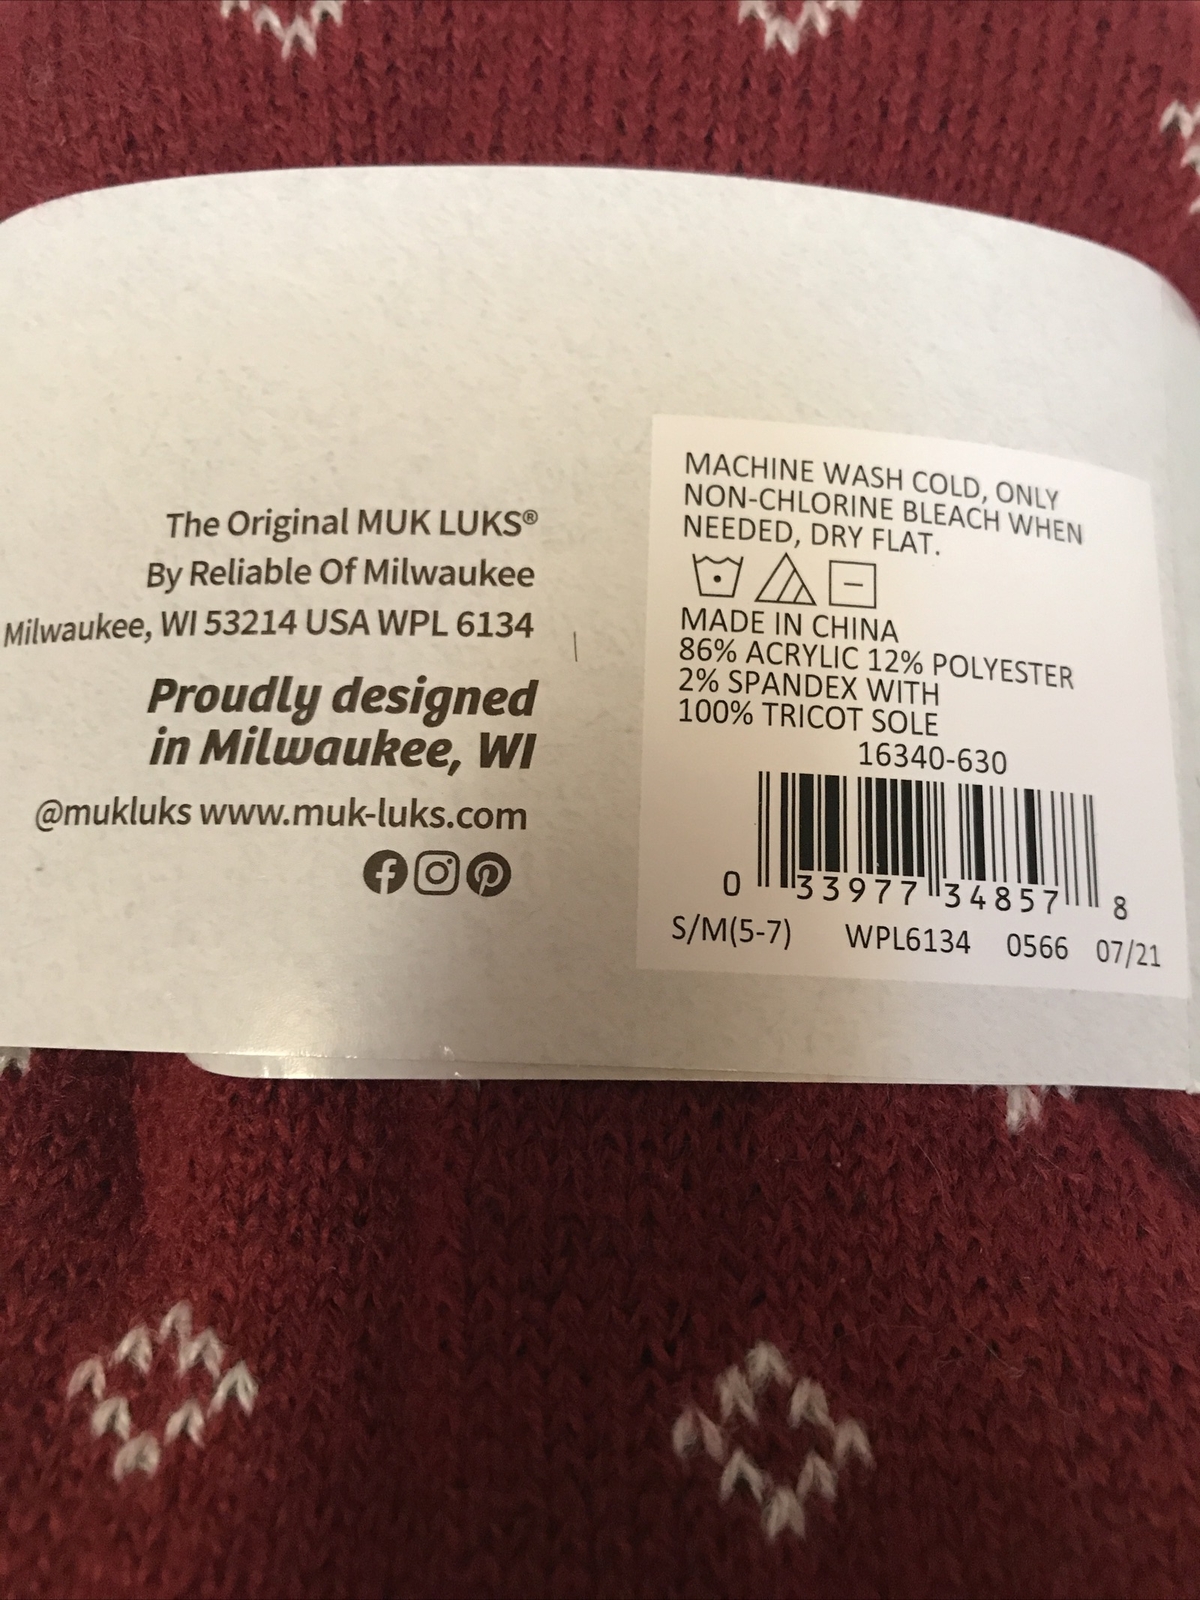 The Original MUK LUKS®
By Reliable Of Milwaukee
Milwaukee, WI 53214 USA WPL 6134
Proudly designed
in Milwaukee, WI
@mukluks www.muk-luks.com
MACHINE WASH COLD, ONLY
NON-CHLORINE BLEACH WHEN
NEEDED, DRY FLAT.
MADE IN CHINA
86% ACRYLIC 12% POLYESTER
2% SPANDEX WITH
100% TRICOT SOLE
16340-630
0 33977 34857 8
S/M(5-7) WPL6134 0566 07/21